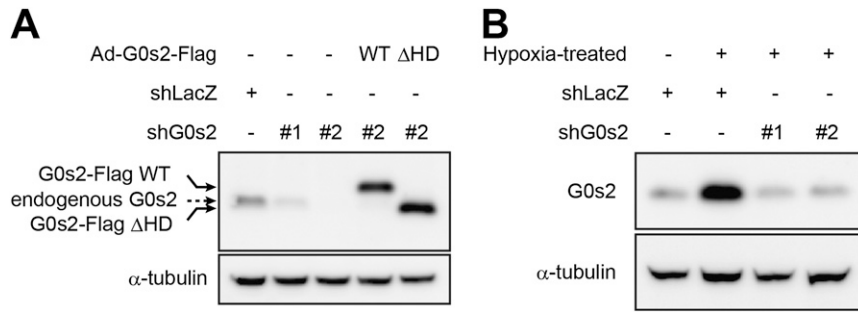 A
Ad-G0s2-Flag - - - WT ΔHD
shLacZ + - - - -
shG0s2 - #1 #2 #2 #2
G0s2-Flag WT
endogenous G0s2
G0s2-Flag ΔHD
α-tubulin
B
Hypoxia-treated - + + +
shLacZ + + - -
shG0s2 - - #1 #2
G0s2
α-tubulin